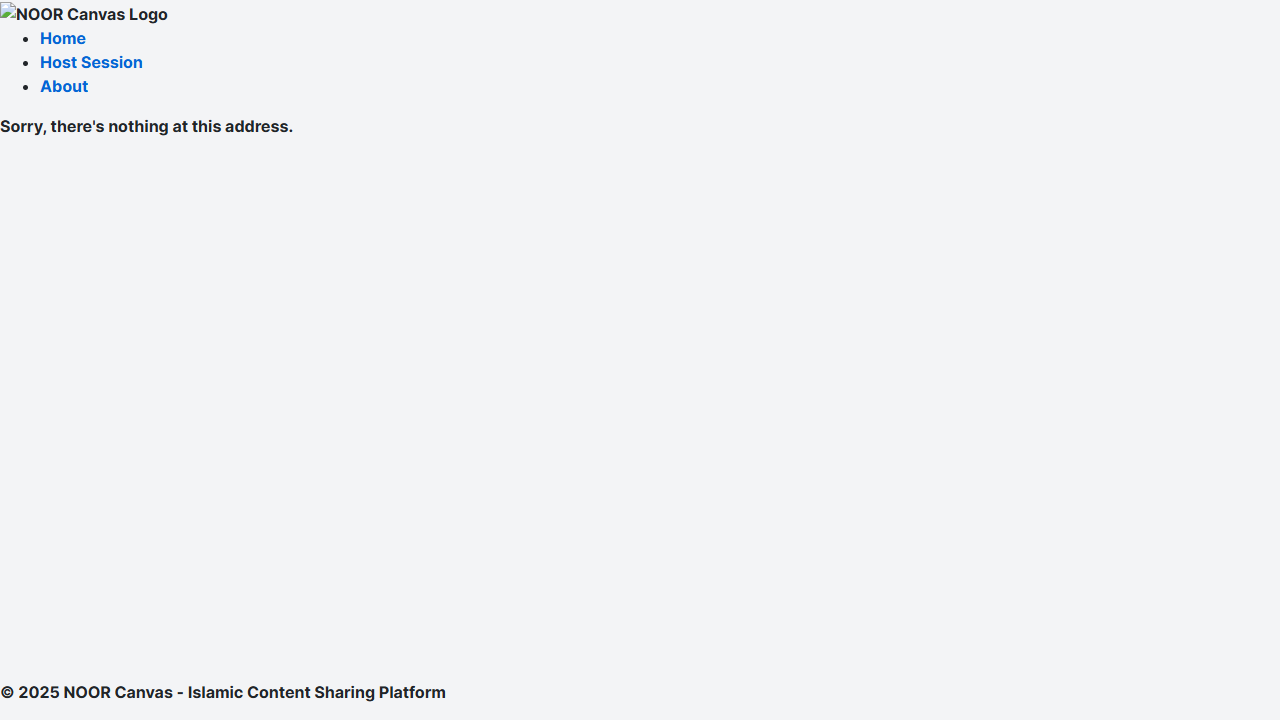 NOOR Canvas Logo
Home
Host Session
About
Sorry, there's nothing at this address.
© 2025 NOOR Canvas - Islamic Content Sharing Platform